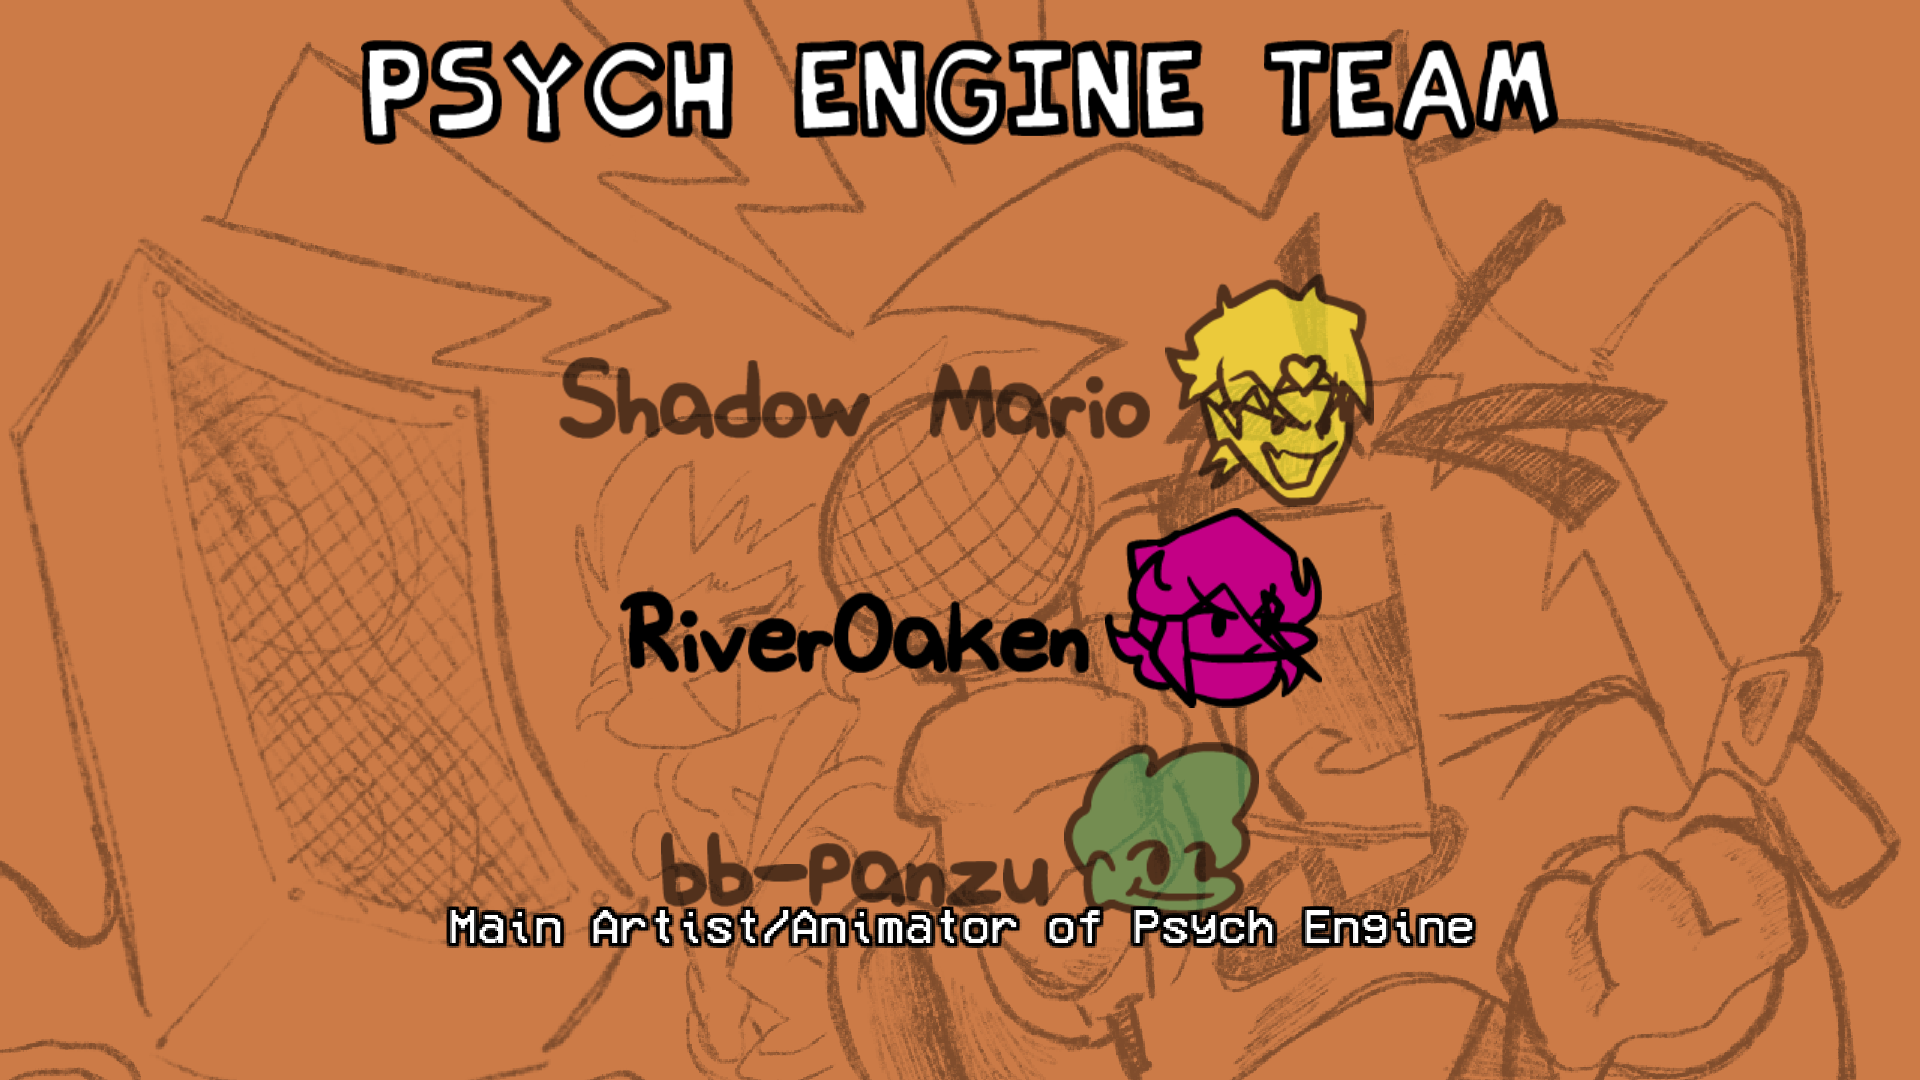 PSYCH ENGINE TEAM
Shadow Mario
RiverOaken
bb-panzu
Main Artist/Animator of Psych Engine